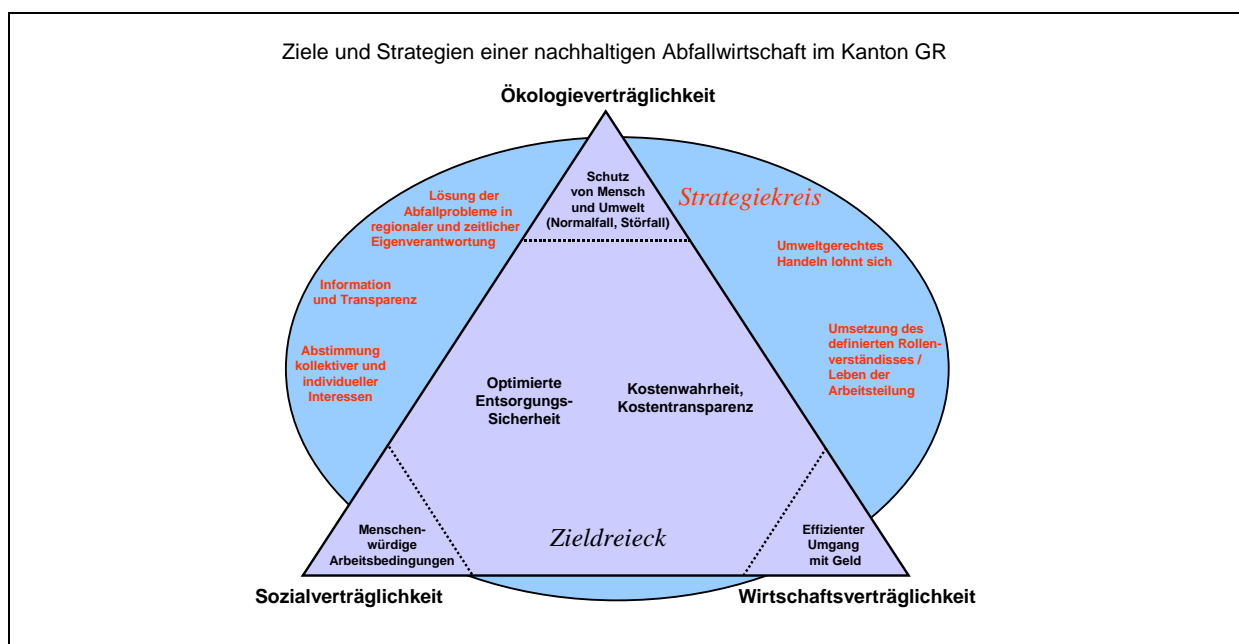 Ziele und Strategien einer nachhaltigen Abfallwirtschaft im Kanton GR
Ökologieverträglichkeit
Schutz
von Mensch
und Umwelt
(Normalfall, Störfall)
Lösung der
Abfallprobleme in
regionaler und zeitlicher
Eigenverantwortung
Strategiekreis
Umweltgerechtes
Handeln lohnt sich
Information
und Transparenz
Umsetzung des
definierten Rollen-
verständisses /
Leben der
Arbeitsteilung
Abstimmung
kollektiver und
individueller
Interessen
Optimierte
Entsorgungs-
Sicherheit
Kostenwahrheit,
Kostentransparenz
Menschen-
würdige
Arbeitsbedingungen
Zieldreieck
Effizienter
Umgang
mit Geld
Sozialverträglichkeit
Wirtschaftsverträglichkeit